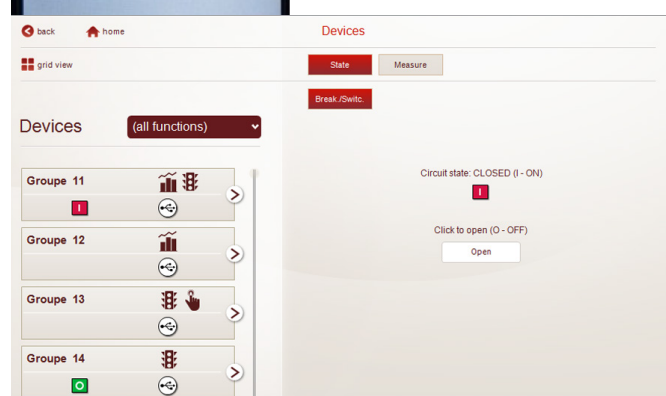 back
home
Devices
grid view
State
Measure
Break./Switc.
Devices
(all functions)
Groupe 11
I
Groupe 12
Groupe 13
Groupe 14
O
Circuit state: CLOSED (I - ON)
I
Click to open (O - OFF)
Open